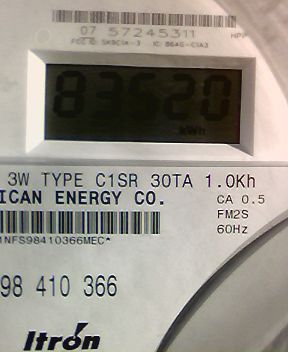 07 57245311
83520
kWh
3W TYPE C1SR 30TA 1.0Kh
ICAN ENERGY CO.
CA 0.5
FM2S
60Hz
1NFS98410366MEC*
98 410 366
Itron